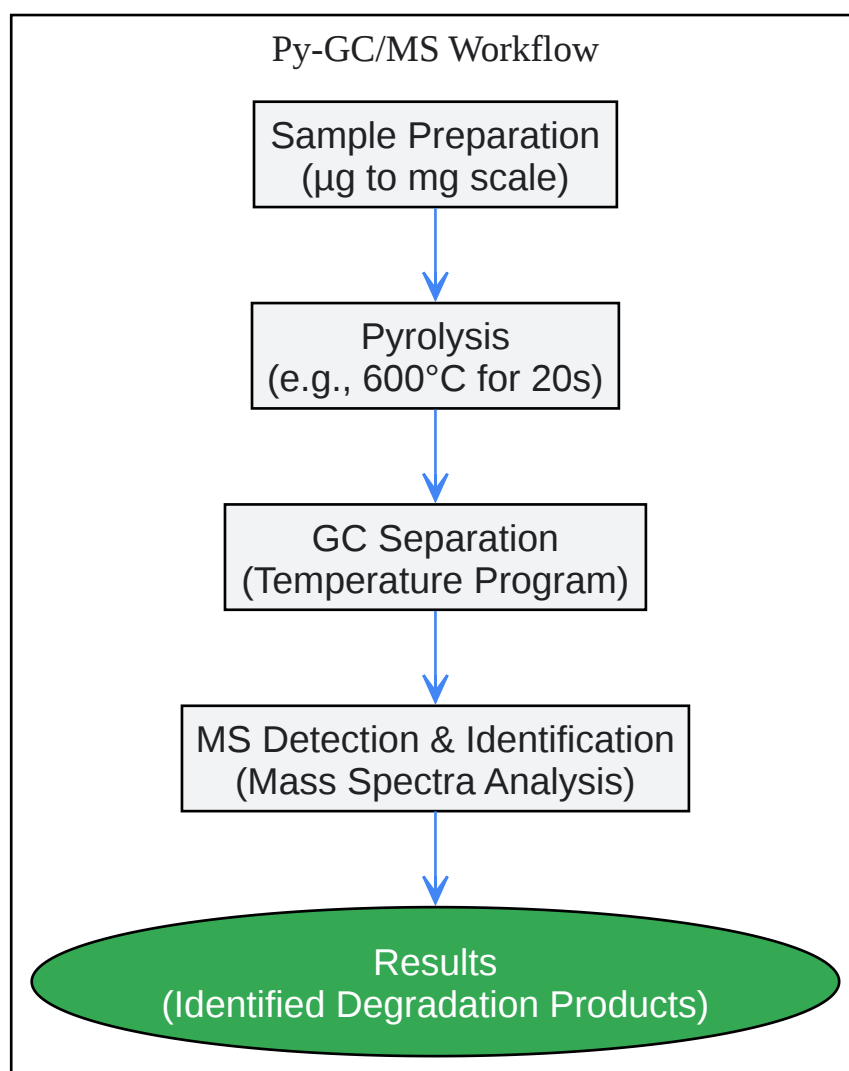 Py-GC/MS Workflow
Sample Preparation
(µg to mg scale)
Pyrolysis
(e.g., 600°C for 20s)
GC Separation
(Temperature Program)
MS Detection & Identification
(Mass Spectra Analysis)
Results
(Identified Degradation Products)